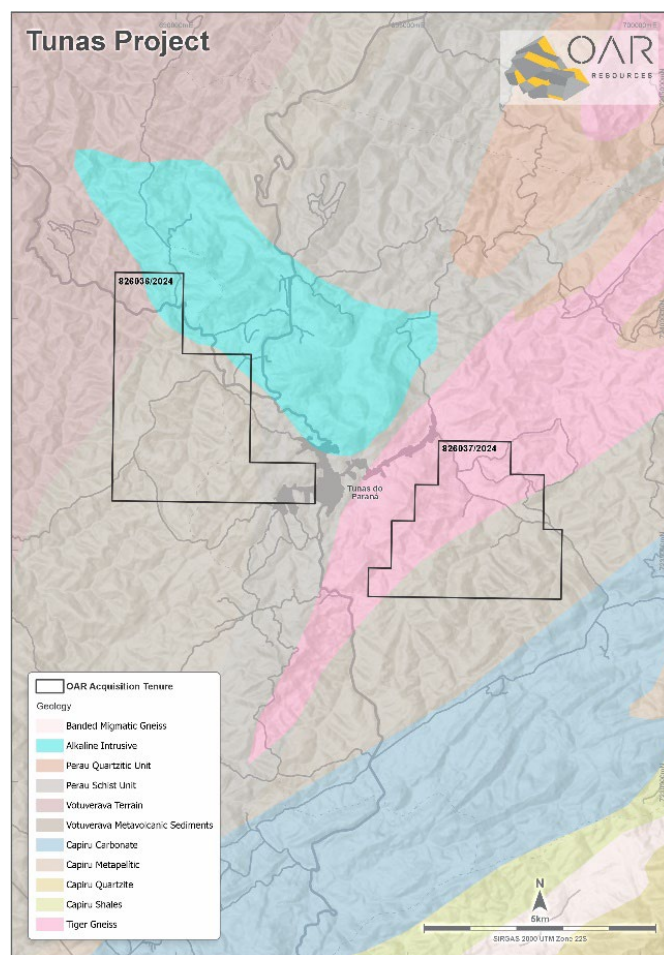 Tunas Project
OAR
RESOURCES
826036/2024
826037/2024
Tunas do
Paraná
OAR Acquisition Tenure
Geology
Banded Migmatic Gneiss
Alkaline Intrusive
Perau Quartzitic Unit
Perau Schist Unit
Votuverava Terrain
Votuverava Metavolcanic Sediments
Capiru Carbonate
Capiru Metapelitic
Capiru Quartzite
Capiru Shales
Tiger Gneiss
N
5km
SIRGAS 2000 UTM Zone 22S